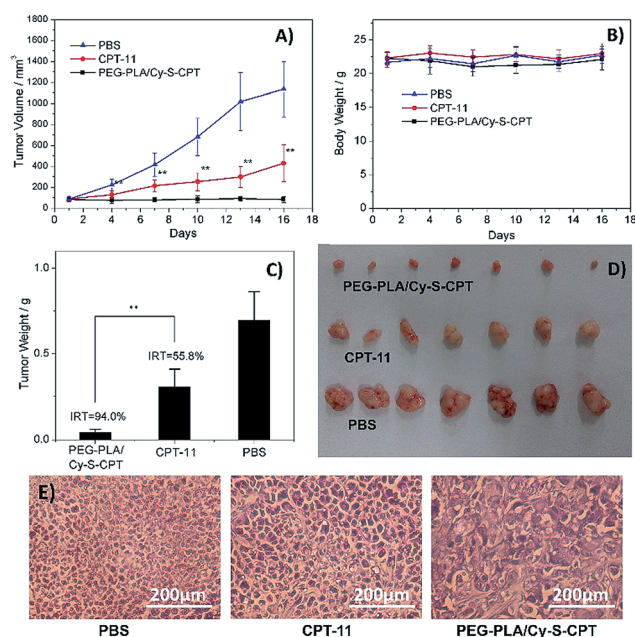 A)
PBS
CPT-11
PEG-PLA/Cy-S-CPT
Tumor Volume / mm³
1800
1600
1400
1200
1000
800
600
400
200
0
**
**
**
**
**
0 2 4 6 8 10 12 14 16 18
Days
B)
Body Weight / g
30
25
20
15
10
5
0
PBS
CPT-11
PEG-PLA/Cy-S-CPT
0 2 4 6 8 10 12 14 16 18
Days
C)
Tumor Weight / g
1.0
0.5
0.0
**
IRT=94.0%
IRT=55.8%
PEG-PLA/
Cy-S-CPT
CPT-11
PBS
D)
PEG-PLA/Cy-S-CPT
CPT-11
PBS
E)
200μm
200μm
200μm
PBS
CPT-11
PEG-PLA/Cy-S-CPT